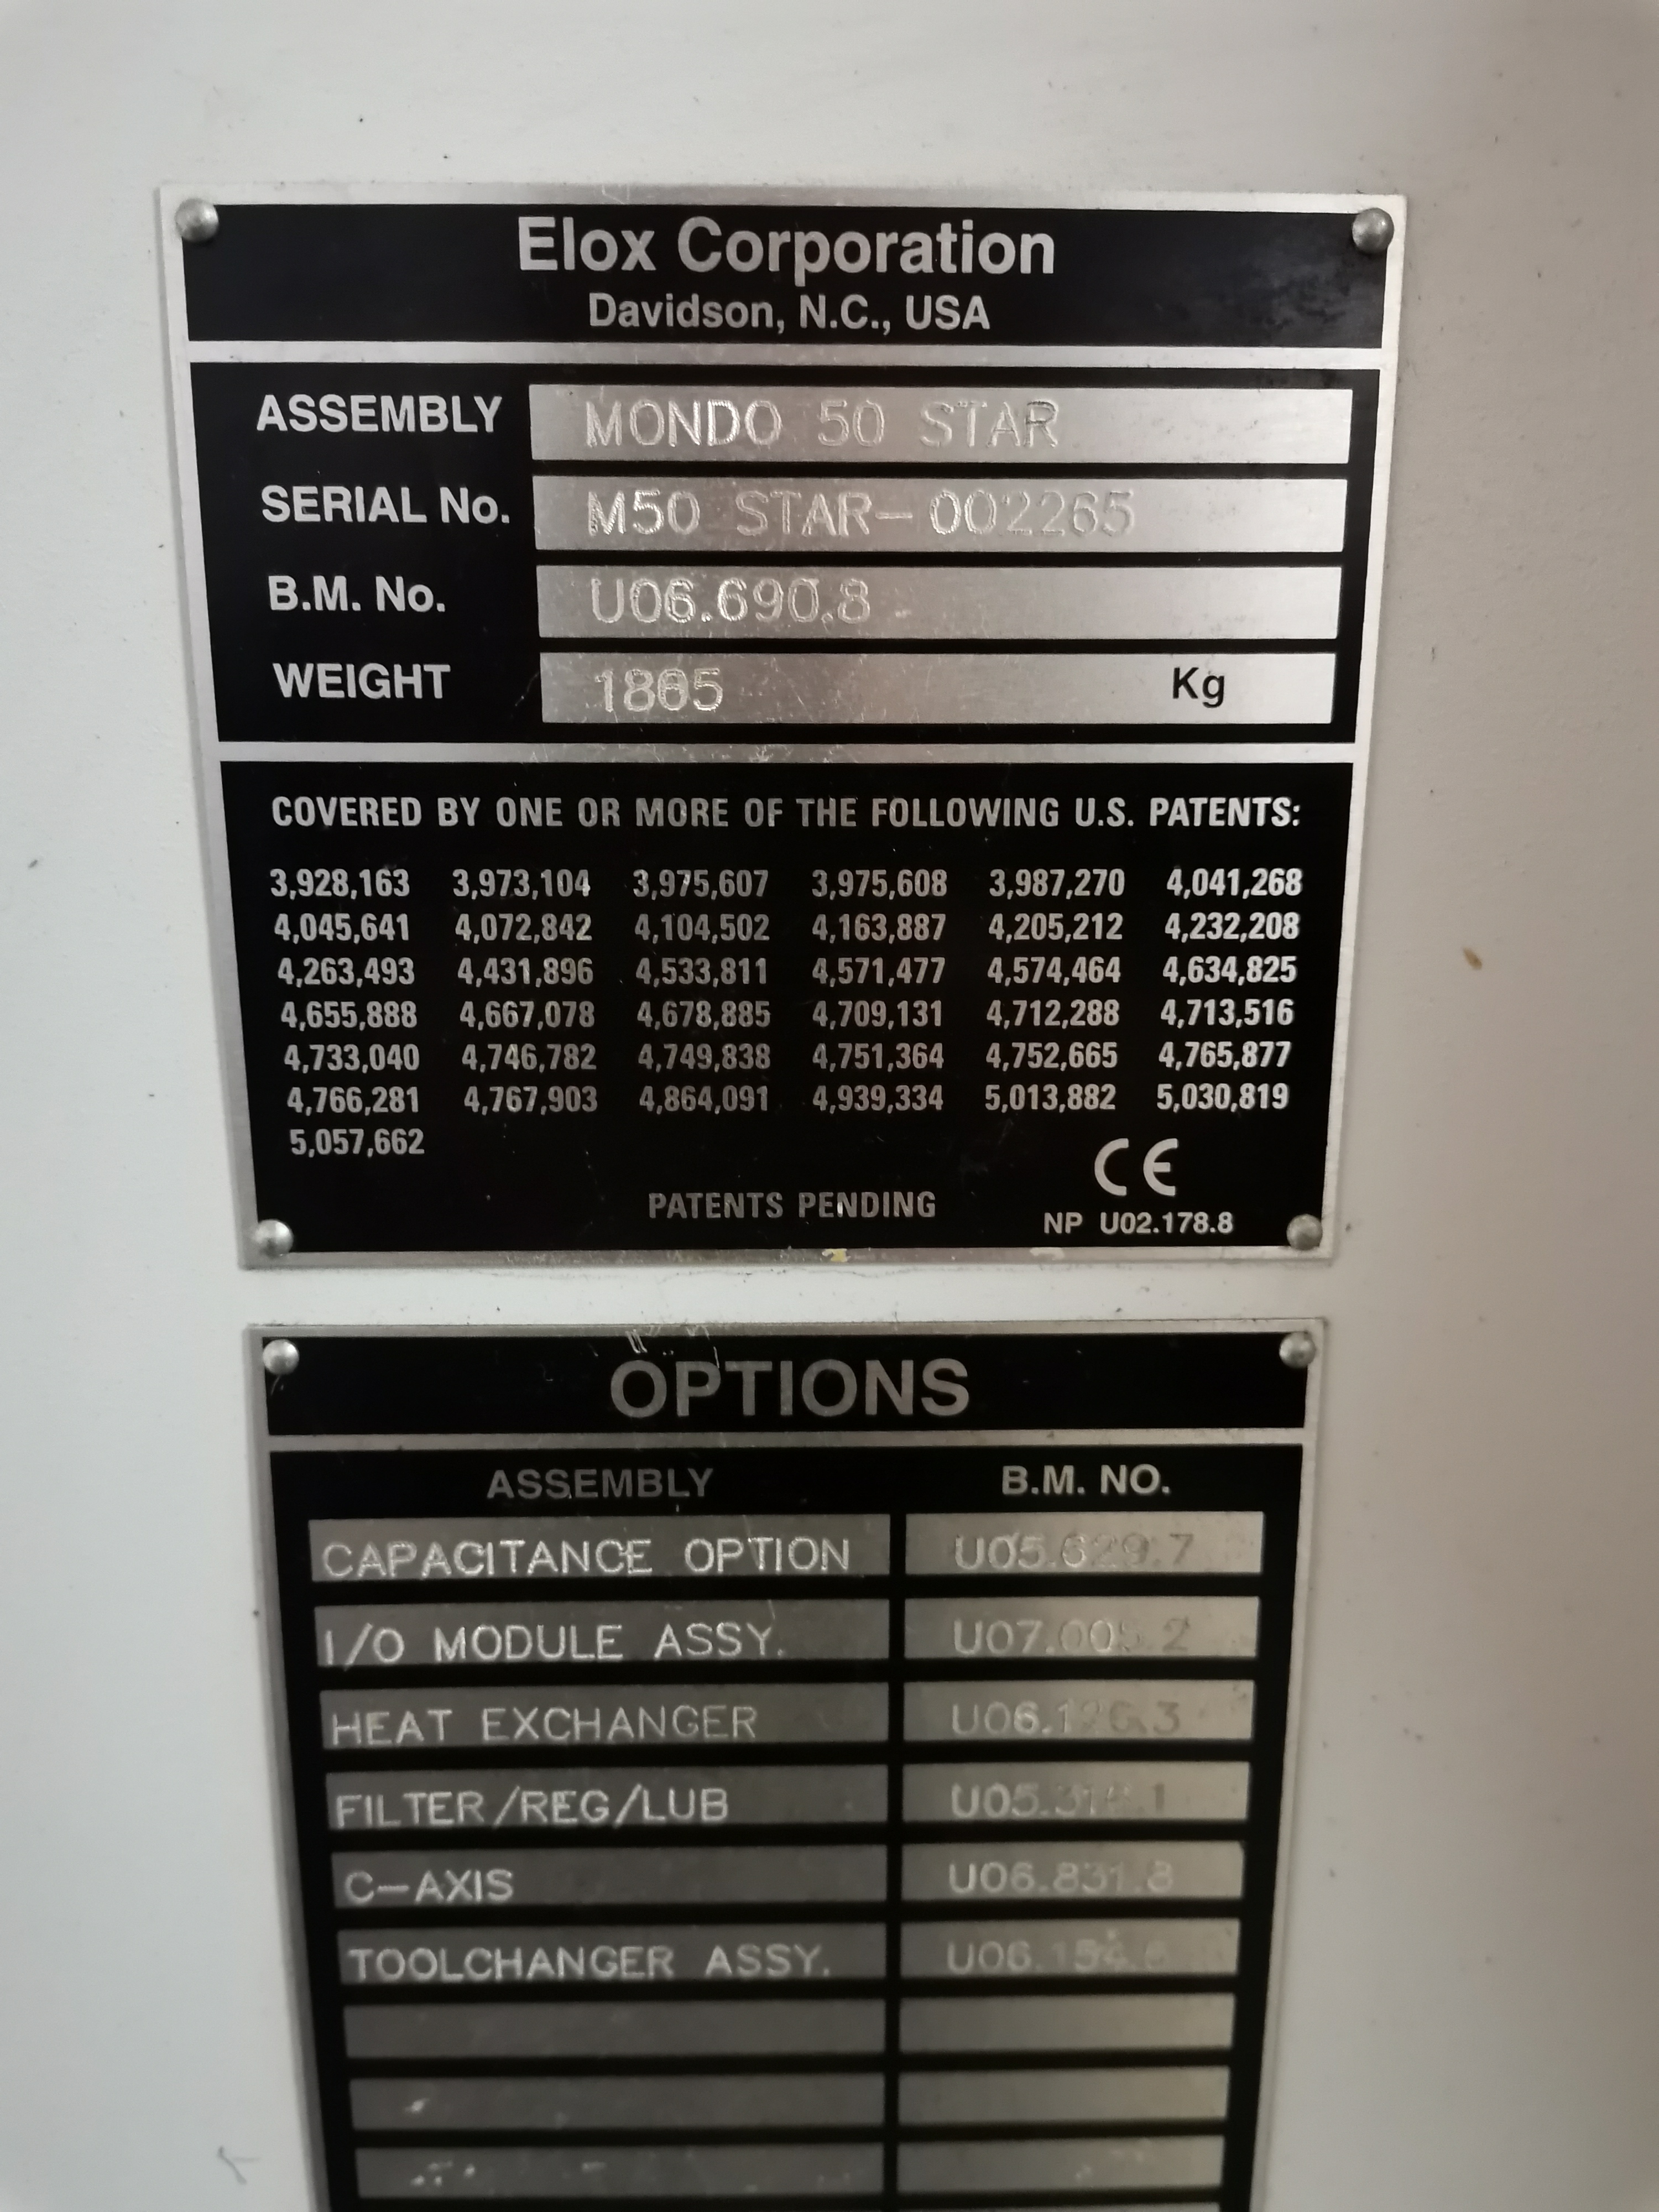 Elox Corporation
Davidson, N.C., USA
ASSEMBLY MONDO 50 STAR
SERIAL No. M50 STAR-002265
B.M. No. U06.690.8
WEIGHT Kg
COVERED BY ONE OR MORE OF THE FOLLOWING U.S. PATENTS:
3,928,163 3,973,104 3,975,607 3,975,608 3,987,270 4,041,268
4,045,641 4,072,842 4,104,502 4,163,887 4,205,212 4,232,208
4,263,493 4,431,896 4,533,811 4,571,477 4,574,464 4,634,825
4,655,888 4,667,078 4,678,885 4,709,131 4,712,288 4,713,516
4,733,040 4,746,782 4,749,838 4,751,364 4,752,665 4,765,877
4,766,281 4,767,903 4,864,091 4,939,334 5,013,882 5,030,819
5,057,662
CE
PATENTS PENDING
NP U02.178.8
OPTIONS
ASSEMBLY B.M. NO.
CAPACITANCE OPTION U05.629.7
I/O MODULE ASSY.
HEAT EXCHANGER
FILTER/REG/LUB
C-AXIS U06.831.8
TOOLCHANGER ASSY.